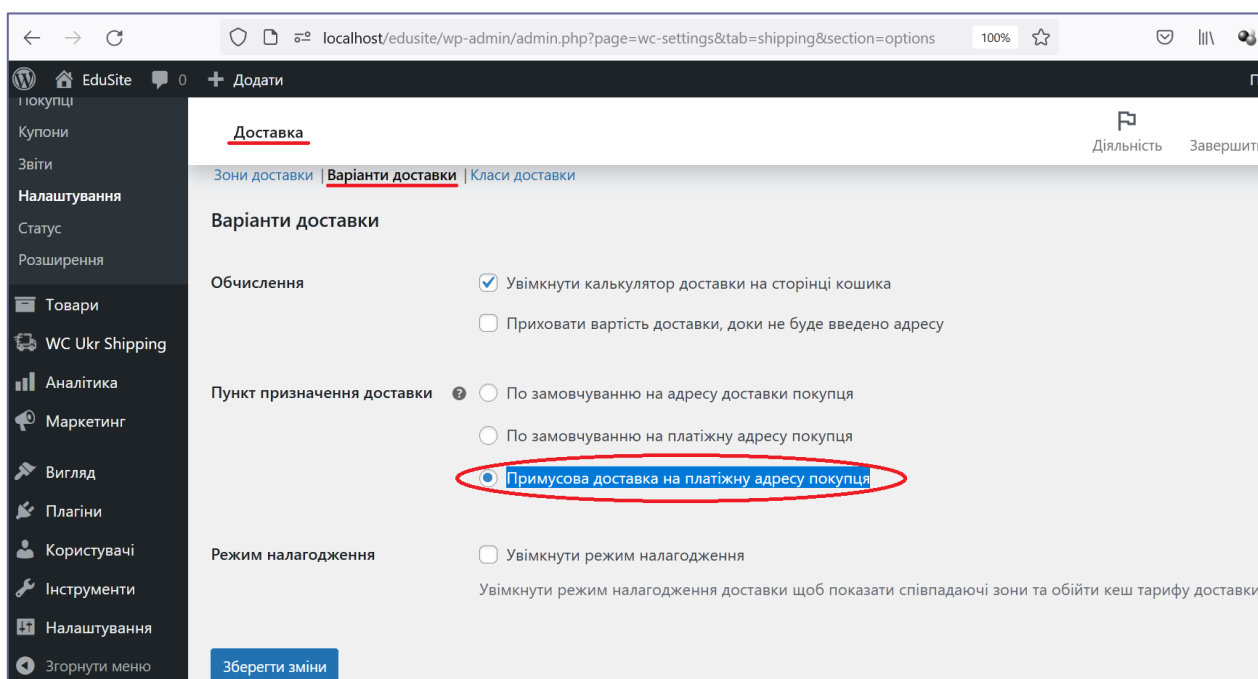 localhost/edusite/wp-admin/admin.php?page=wc-settings&tab=shipping&section=options 100%
EduSite 0 Додати
Покупці
Купони
Звіти
Налаштування
Статус
Розширення
Товари
WC Ukr Shipping
Аналітика
Маркетинг
Вигляд
Плагіни
Користувачі
Інструменти
Налаштування
Згорнути меню
Доставка
Діяльність
Зони доставки | Варіанти доставки | Класи доставки
Варіанти доставки
Обчислення
Увімкнути калькулятор доставки на сторінці кошика
Приховати вартість доставки, доки не буде введено адресу
Пункт призначення доставки
По замовчуванню на адресу доставки покупця
По замовчуванню на платіжну адресу покупця
Примусова доставка на платіжну адресу покупця
Режим налагодження
Увімкнути режим налагодження
Увімкнути режим налагодження доставки щоб показати співпадаючі зони та обійти кеш тарифу доставки
Зберегти зміни